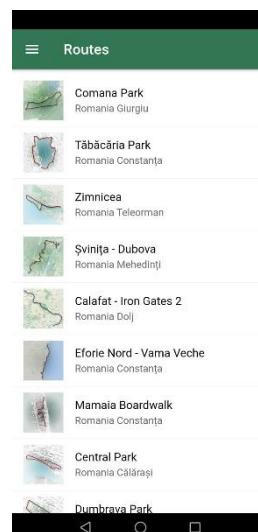 Routes
Comana Park
Romania Giurgiu
Tăbăcăria Park
Romania Constanța
Zimnicea
Romania Teleorman
Șvinița - Dubova
Romania Mehedinți
Calafat - Iron Gates 2
Romania Dolj
Eforie Nord - Vama Veche
Romania Constanța
Mamaia Boardwalk
Romania Constanța
Central Park
Romania Călărași
Dumbrava Park